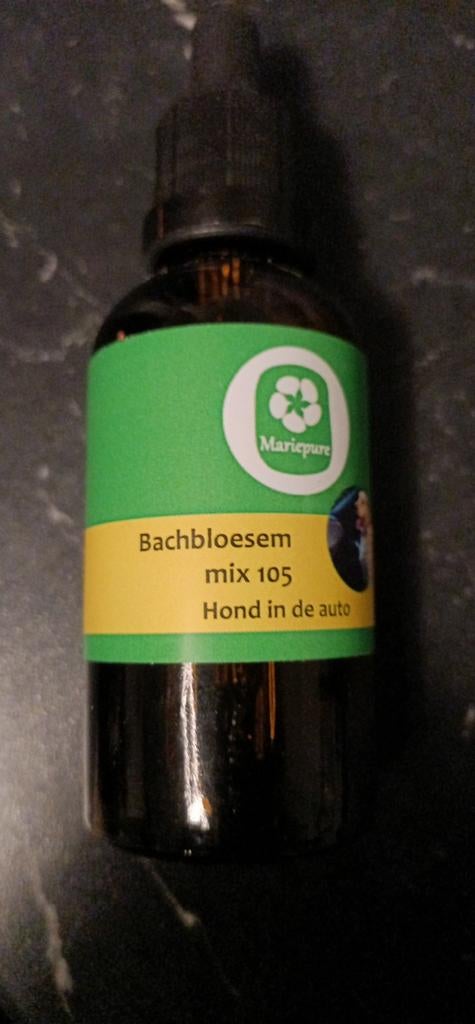 Mariepure
Bachbloesem
mix 105
Hond in de auto